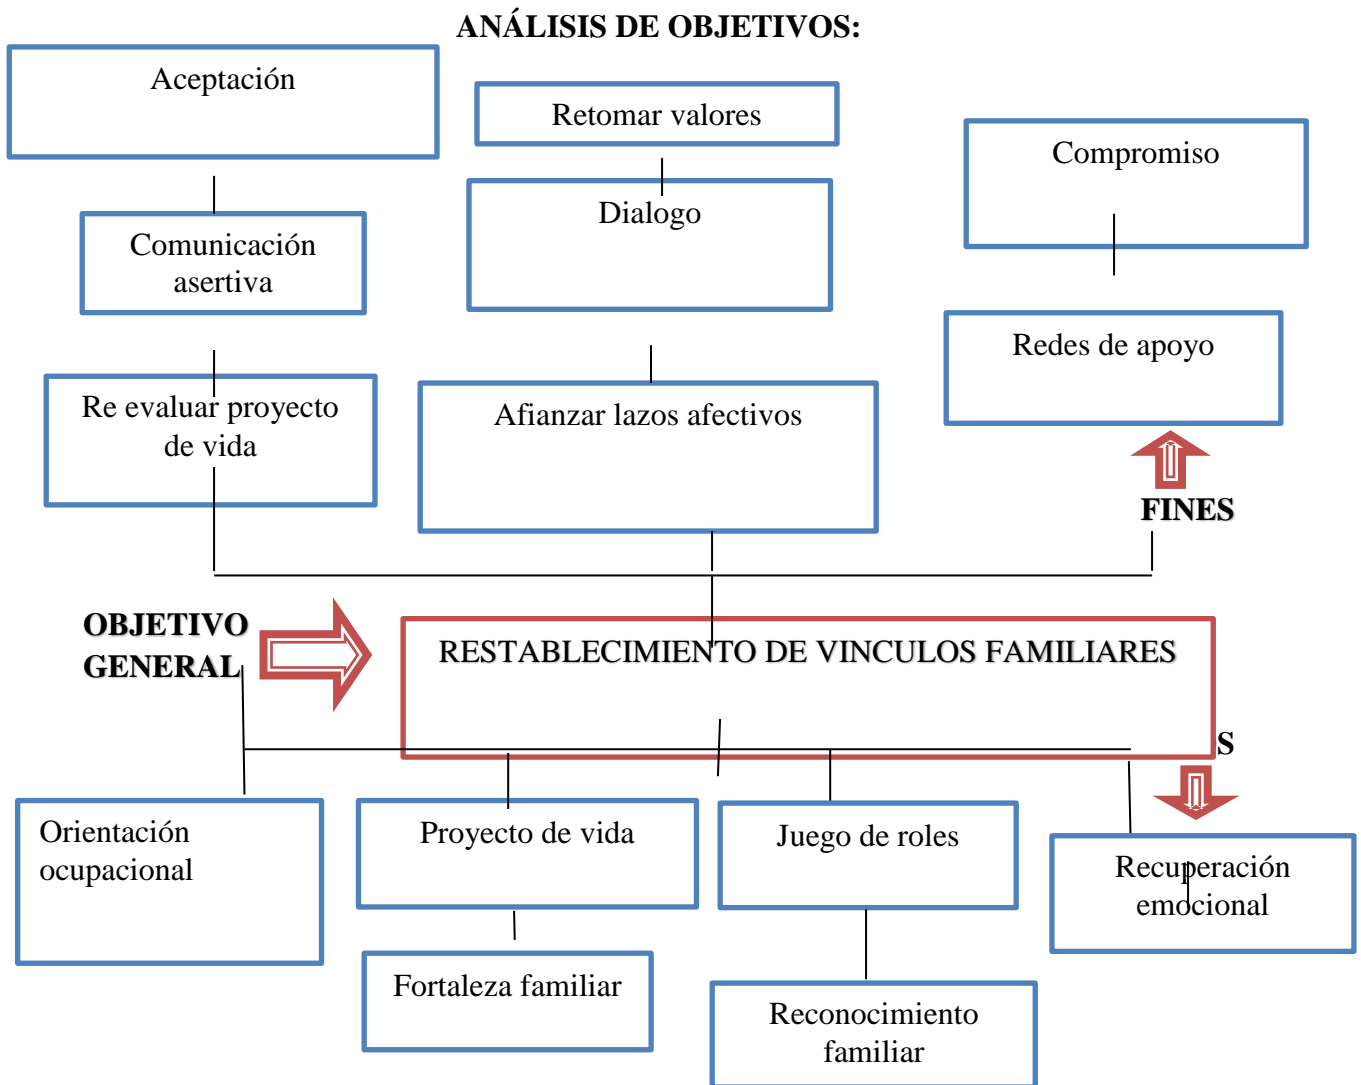 ANÁLISIS DE OBJETIVOS:
Aceptación
Retomar valores
Compromiso
Dialogo
Comunicación
asertiva
Redes de apoyo
Re evaluar proyecto
de vida
Afianzar lazos afectivos
FINES
OBJETIVO
GENERAL
RESTABLECIMIENTO DE VINCULOS FAMILIARES
S
Orientación
ocupacional
Proyecto de vida
Juego de roles
Recuperación
emocional
Fortaleza familiar
Reconocimiento
familiar